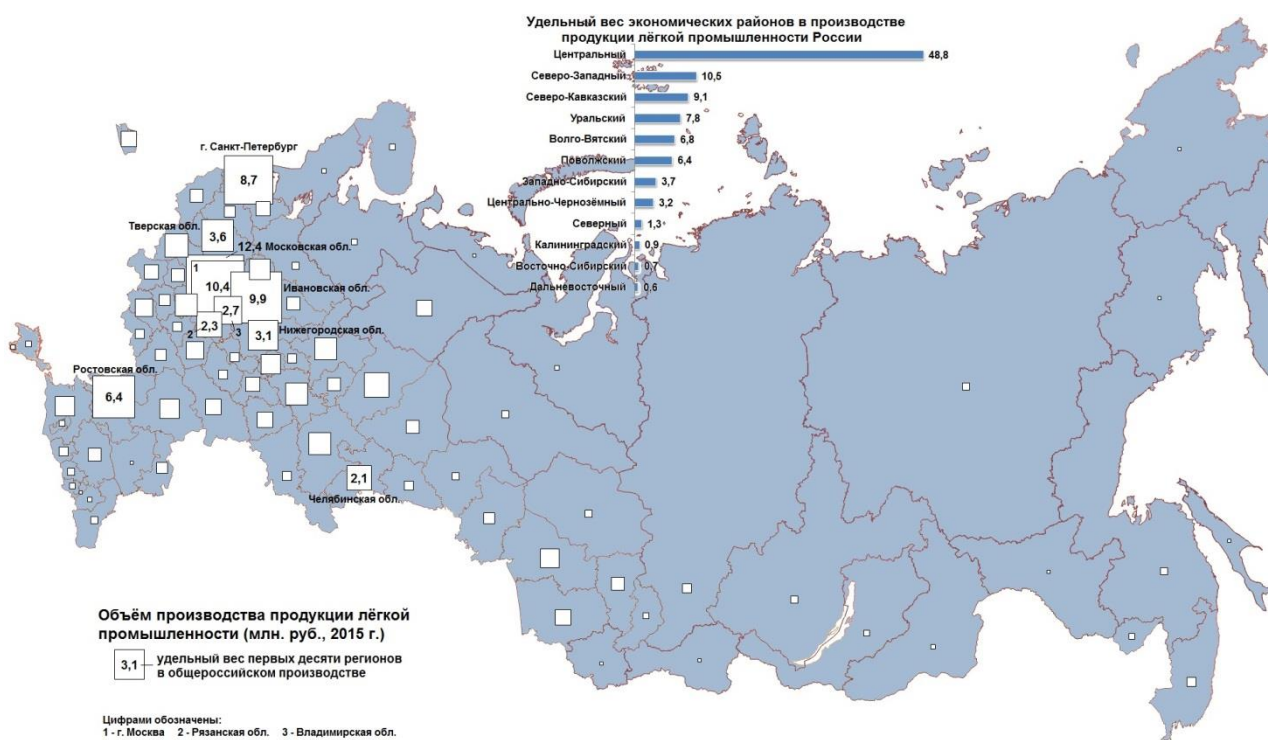 Удельный вес экономических районов в производстве
продукции лёгкой промышленности России
Центральный 48,8
Северо-Западный 10,5
Северо-Кавказский 9,1
Уральский 7,8
Волго-Вятский 6,8
Поволжский 6,4
Западно-Сибирский 3,7
Центрально-Чернозёмный 3,2
Северный 1,3
Калининградский 0,9
Восточно-Сибирский 0,7
Дальневосточный 0,6
г. Санкт-Петербург
8,7
Тверская обл.
3,6
12,4 Московская обл.
1
10,4
9,9
Ивановская обл.
2,7
2,3
2
3
3,1
Нижегородская обл.
Ростовская обл.
6,4
2,1
Челябинская обл.
Объём производства продукции лёгкой
промышленности (млн. руб., 2015 г.)
3,1
удельный вес первых десяти регионов
в общероссийском производстве
Цифрами обозначены:
1 - г. Москва 2 - Рязанская обл. 3 - Владимирская обл.